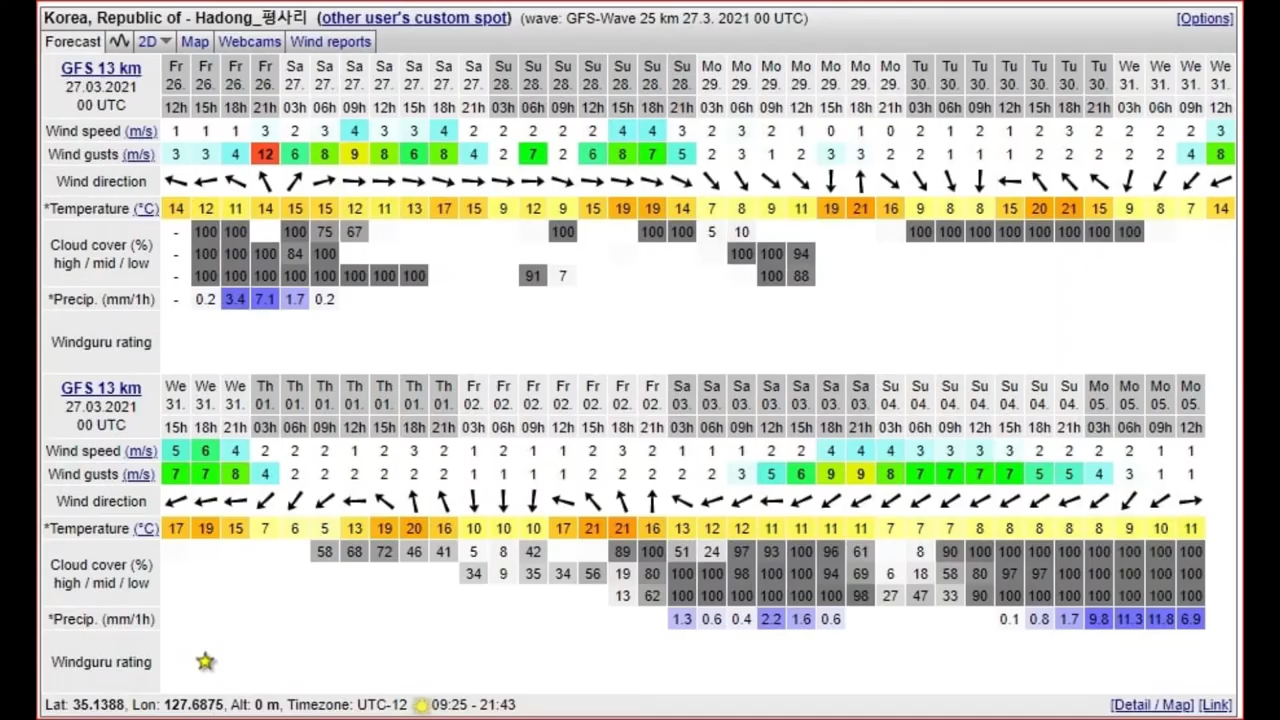 Korea, Republic of - Hadong_평사리 (other user's custom spot) (wave: GFS-Wave 25 km 27.3. 2021 00 UTC) [Options]
Forecast 2D Map Webcams Wind reports
GFS 13 km Fr Fr Fr Fr Sa Sa Sa Sa Sa Sa Sa Su Su Su Su Su Su Su Mo Mo Mo Mo Mo Mo Mo Tu Tu Tu Tu Tu Tu Tu We We We We
27.03.2021 26. 26. 26. 26. 27. 27. 27. 27. 27. 27. 27. 28. 28. 28. 28. 28. 28. 28. 29. 29. 29. 29. 29. 29. 29. 30. 30. 30. 30. 30. 30. 30. 31. 31. 31. 31.
00 UTC 12h 15h 18h 21h 03h 06h 09h 12h 15h 18h 21h 03h 06h 09h 12h 15h 18h 21h 03h 06h 09h 12h 15h 18h 21h 03h 06h 09h 12h 15h 18h 21h 03h 06h 09h 12h
Wind speed (m/s) 1 1 1 3 2 3 4 3 3 4 2 2 2 2 2 4 4 3 2 3 2 1 0 1 0 2 1 2 1 2 3 2 2 2 2 3
Wind gusts (m/s) 3 3 4 12 6 8 9 8 6 8 4 2 7 2 6 8 7 5 2 3 1 2 3 3 2 2 1 1 1 2 2 2 2 2 4 8
Wind direction
*Temperature (°C) 14 12 11 14 15 15 12 11 13 17 15 9 12 9 15 19 19 14 7 8 9 11 19 21 16 9 8 8 15 20 21 15 9 8 7 14
Cloud cover (%) - 100 100 100 75 67 100 100 100 5 10 100 100 100 100 100 100 100 100
high / mid / low - 100 100 100 84 100 100 100 94
- 100 100 100 100 100 100 100 100 91 7 100 88
*Precip. (mm/1h) - 0.2 3.4 7.1 1.7 0.2
Windguru rating
GFS 13 km We We We Th Th Th Th Th Th Th Fr Fr Fr Fr Fr Fr Fr Sa Sa Sa Sa Sa Sa Sa Su Su Su Su Su Su Su Mo Mo Mo Mo
27.03.2021 31. 31. 31. 01. 01. 01. 01. 01. 01. 01. 02. 02. 02. 02. 02. 02. 02. 03. 03. 03. 03. 03. 03. 03. 04. 04. 04. 04. 04. 04. 04. 05. 05. 05. 05.
00 UTC 15h 18h 21h 03h 06h 09h 12h 15h 18h 21h 03h 06h 09h 12h 15h 18h 21h 03h 06h 09h 12h 15h 18h 21h 03h 06h 09h 12h 15h 18h 21h 03h 06h 09h 12h
Wind speed (m/s) 5 6 4 2 2 2 1 2 3 2 1 1 1 1 2 3 2 1 1 1 2 2 4 4 4 3 3 3 3 2 2 2 2 1 1
Wind gusts (m/s) 7 7 8 4 2 2 2 2 2 2 1 1 1 2 2 2 2 2 2 3 5 6 9 9 8 7 7 7 7 5 5 4 3 1 1
Wind direction
*Temperature (°C) 17 19 15 7 6 5 13 19 20 16 10 10 10 17 21 21 16 13 12 12 11 11 11 11 7 7 7 8 8 8 8 8 9 10 11
Cloud cover (%) 58 68 72 46 41 5 8 42 89 100 51 24 97 93 100 96 61 8 90 100 100 100 100 100 100 100 100
high / mid / low 34 9 35 34 56 19 80 100 100 98 100 100 94 69 6 18 58 80 97 97 100 100 100 100 100
13 62 100 100 100 100 100 100 98 27 47 33 90 100 100 100 100 100 100 100
*Precip. (mm/1h) 1.3 0.6 0.4 2.2 1.6 0.6 0.1 0.8 1.7 9.8 11.3 11.8 6.9
Windguru rating
Lat: 35.1388, Lon: 127.6875, Alt: 0 m, Timezone: UTC-12 09:25 - 21:43 [Detail / Map] [Link]